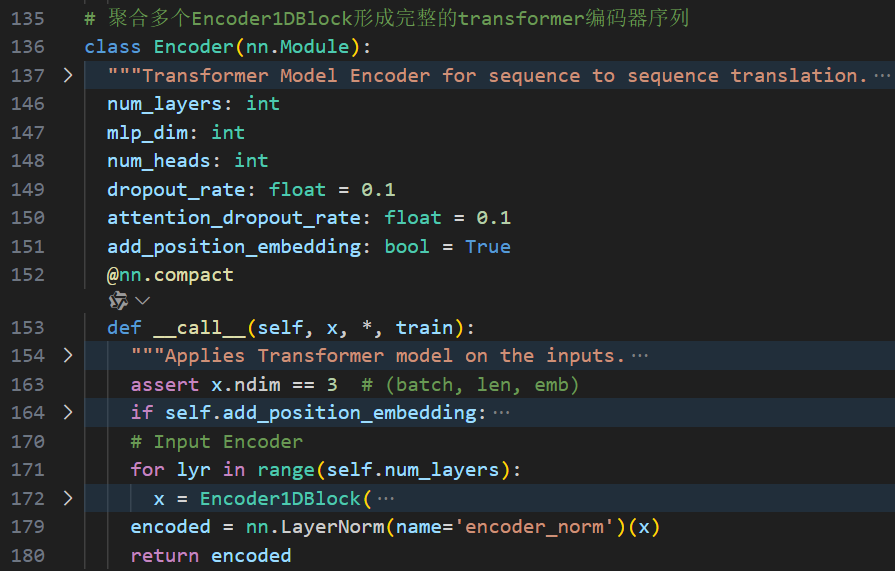 135 # 聚合多个Encoder1DBlock形成完整的transformer编码器序列
136 class Encoder(nn.Module):
137 """Transformer Model Encoder for sequence to sequence translation. ⋯
146 num_layers: int
147 mlp_dim: int
148 num_heads: int
149 dropout_rate: float = 0.1
150 attention_dropout_rate: float = 0.1
151 add_position_embedding: bool = True
152 @nn.compact
153 def __call__(self, x, *, train):
154 """Applies Transformer model on the inputs. ⋯
163 assert x.ndim == 3  # (batch, len, emb)
164 if self.add_position_embedding: ⋯
170 # Input Encoder
171 for lyr in range(self.num_layers):
172 x = Encoder1DBlock( ⋯
179 encoded = nn.LayerNorm(name='encoder_norm')(x)
180 return encoded